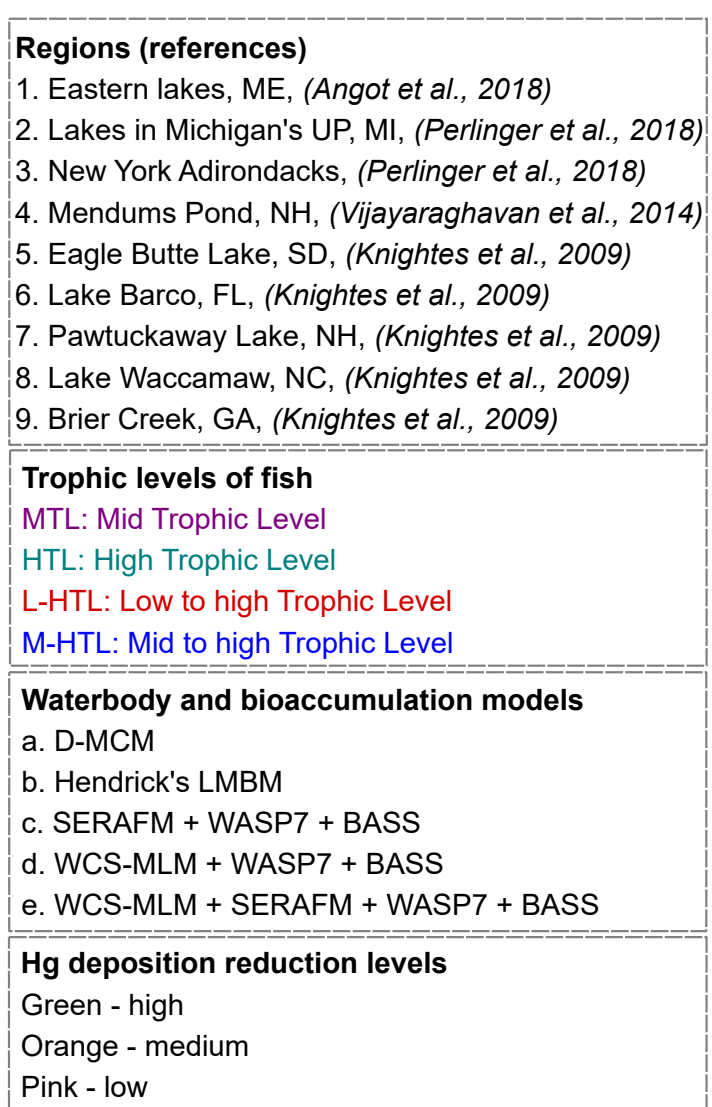 Regions (references)
1. Eastern lakes, ME, (Angot et al., 2018)
2. Lakes in Michigan's UP, MI, (Perlinger et al., 2018)
3. New York Adirondacks, (Perlinger et al., 2018)
4. Mendums Pond, NH, (Vijayaraghavan et al., 2014)
5. Eagle Butte Lake, SD, (Knightes et al., 2009)
6. Lake Barco, FL, (Knightes et al., 2009)
7. Pawtuckaway Lake, NH, (Knightes et al., 2009)
8. Lake Waccamaw, NC, (Knightes et al., 2009)
9. Brier Creek, GA, (Knightes et al., 2009)
Trophic levels of fish
MTL: Mid Trophic Level
HTL: High Trophic Level
L-HTL: Low to high Trophic Level
M-HTL: Mid to high Trophic Level
Waterbody and bioaccumulation models
a. D-MCM
b. Hendrick's LMBM
c. SERAFM + WASP7 + BASS
d. WCS-MLM + WASP7 + BASS
e. WCS-MLM + SERAFM + WASP7 + BASS
Hg deposition reduction levels
Green - high
Orange - medium
Pink - low